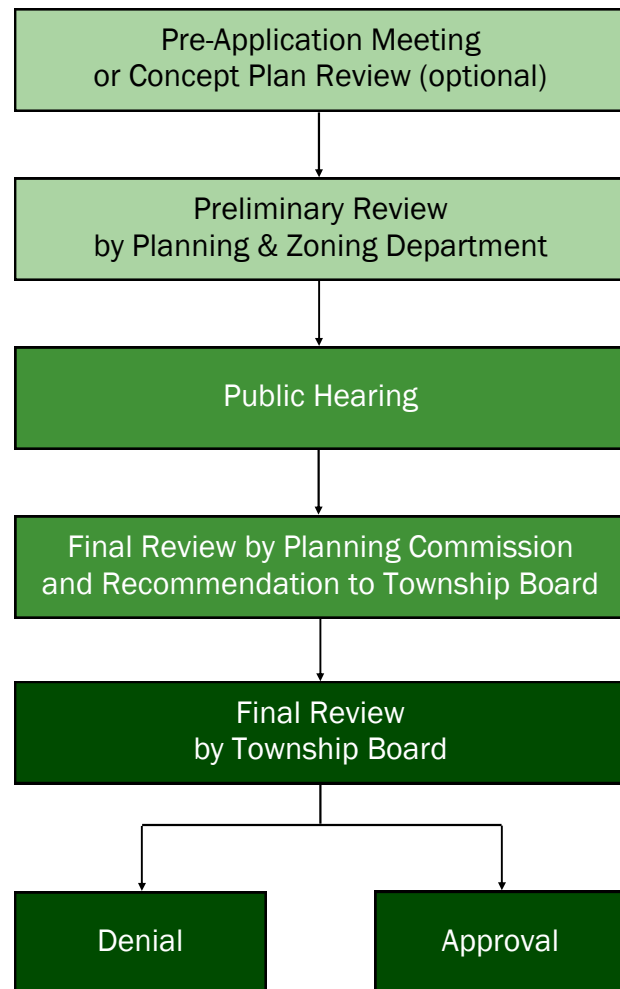 Pre-Application Meeting
or Concept Plan Review (optional)
Preliminary Review
by Planning & Zoning Department
Public Hearing
Final Review by Planning Commission
and Recommendation to Township Board
Final Review
by Township Board
Denial
Approval